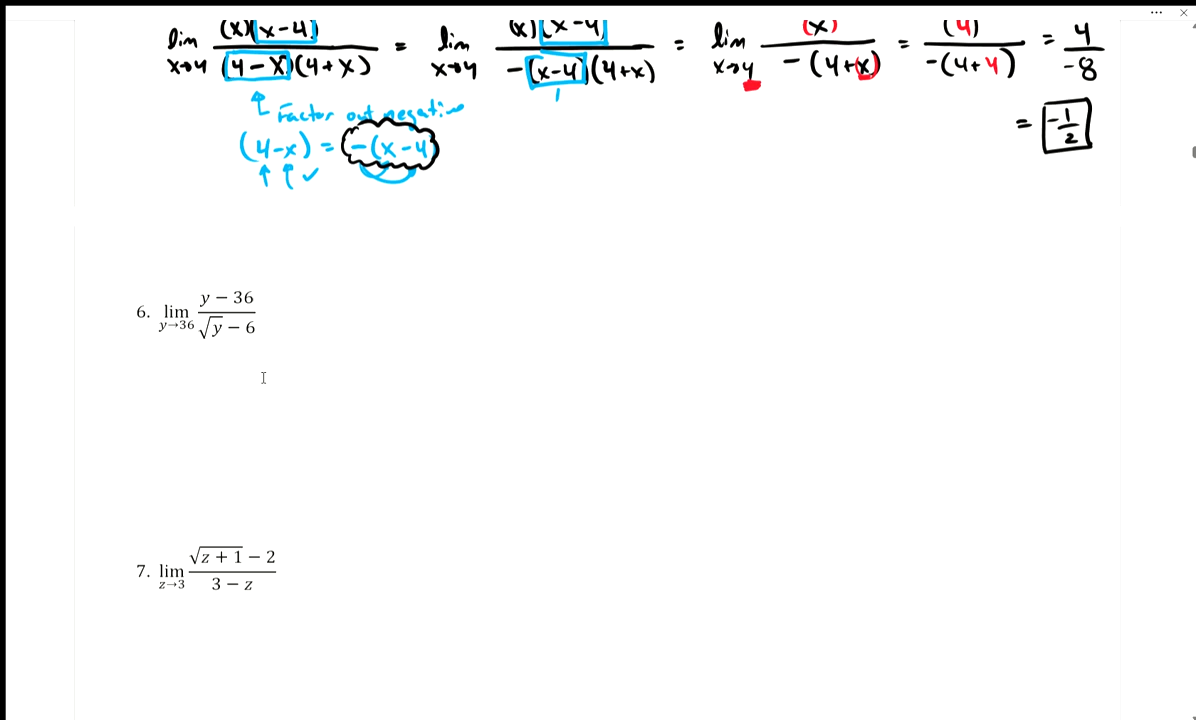 lim x→4 (x)(x-4) / (4-x)(4+x) = lim x→4 (x)(x-4) / -(x-4)(4+x) = lim x→4 (x) / -(4+x) = (4) / -(4+4) = 4 / -8
1
↑ Factor out negative
= -1/2
(4-x) = -(x-4)
↑ ↑ ✓
6. lim y→36 y − 36 / √y − 6
7. lim z→3 √z + 1 − 2 / 3 − z